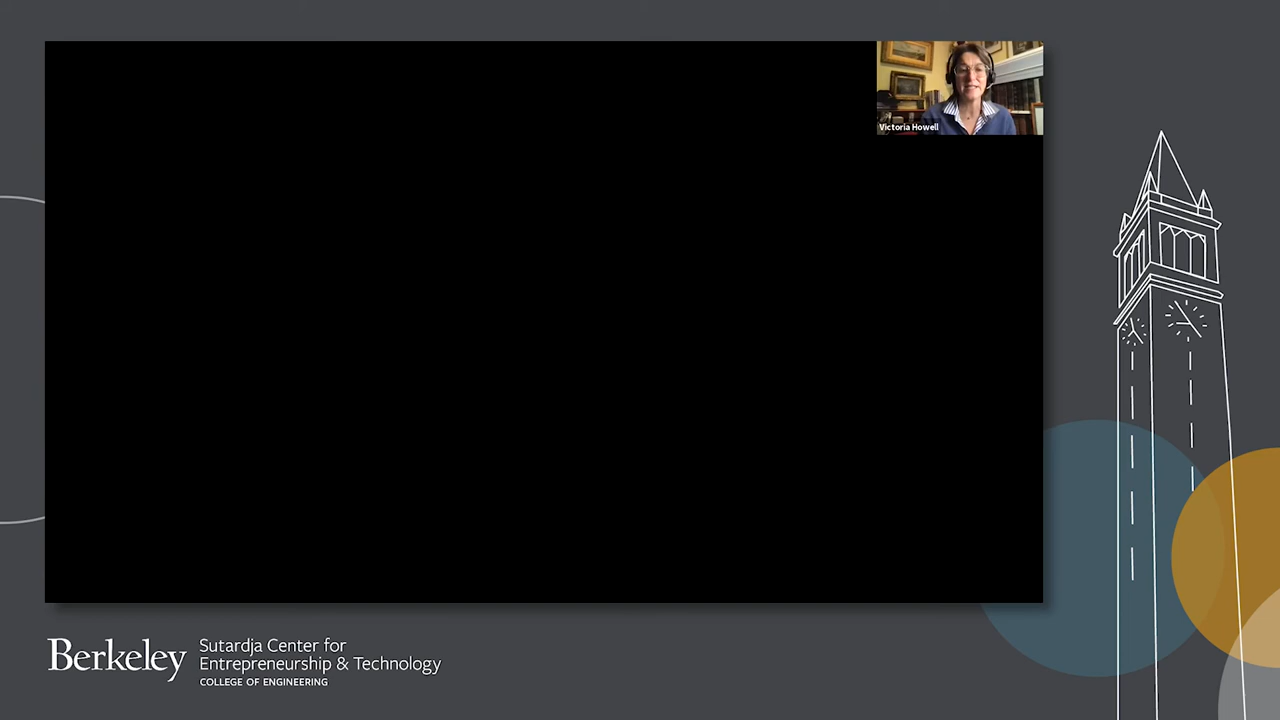 Victoria Howell
Berkeley
Sutardja Center for
Entrepreneurship & Technology
COLLEGE OF ENGINEERING